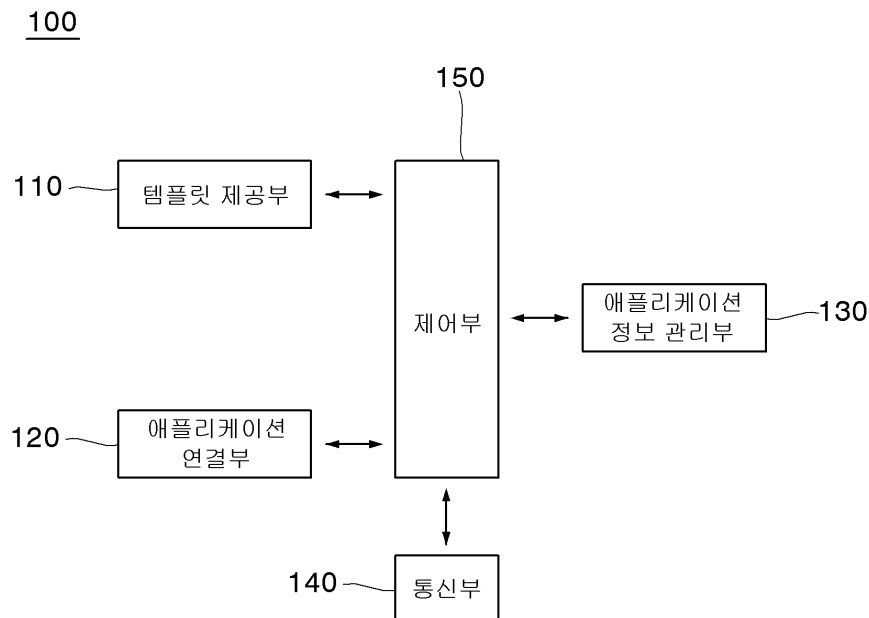 100
150
110
템플릿 제공부
제어부
애플리케이션
정보 관리부
130
120
애플리케이션
연결부
140
통신부